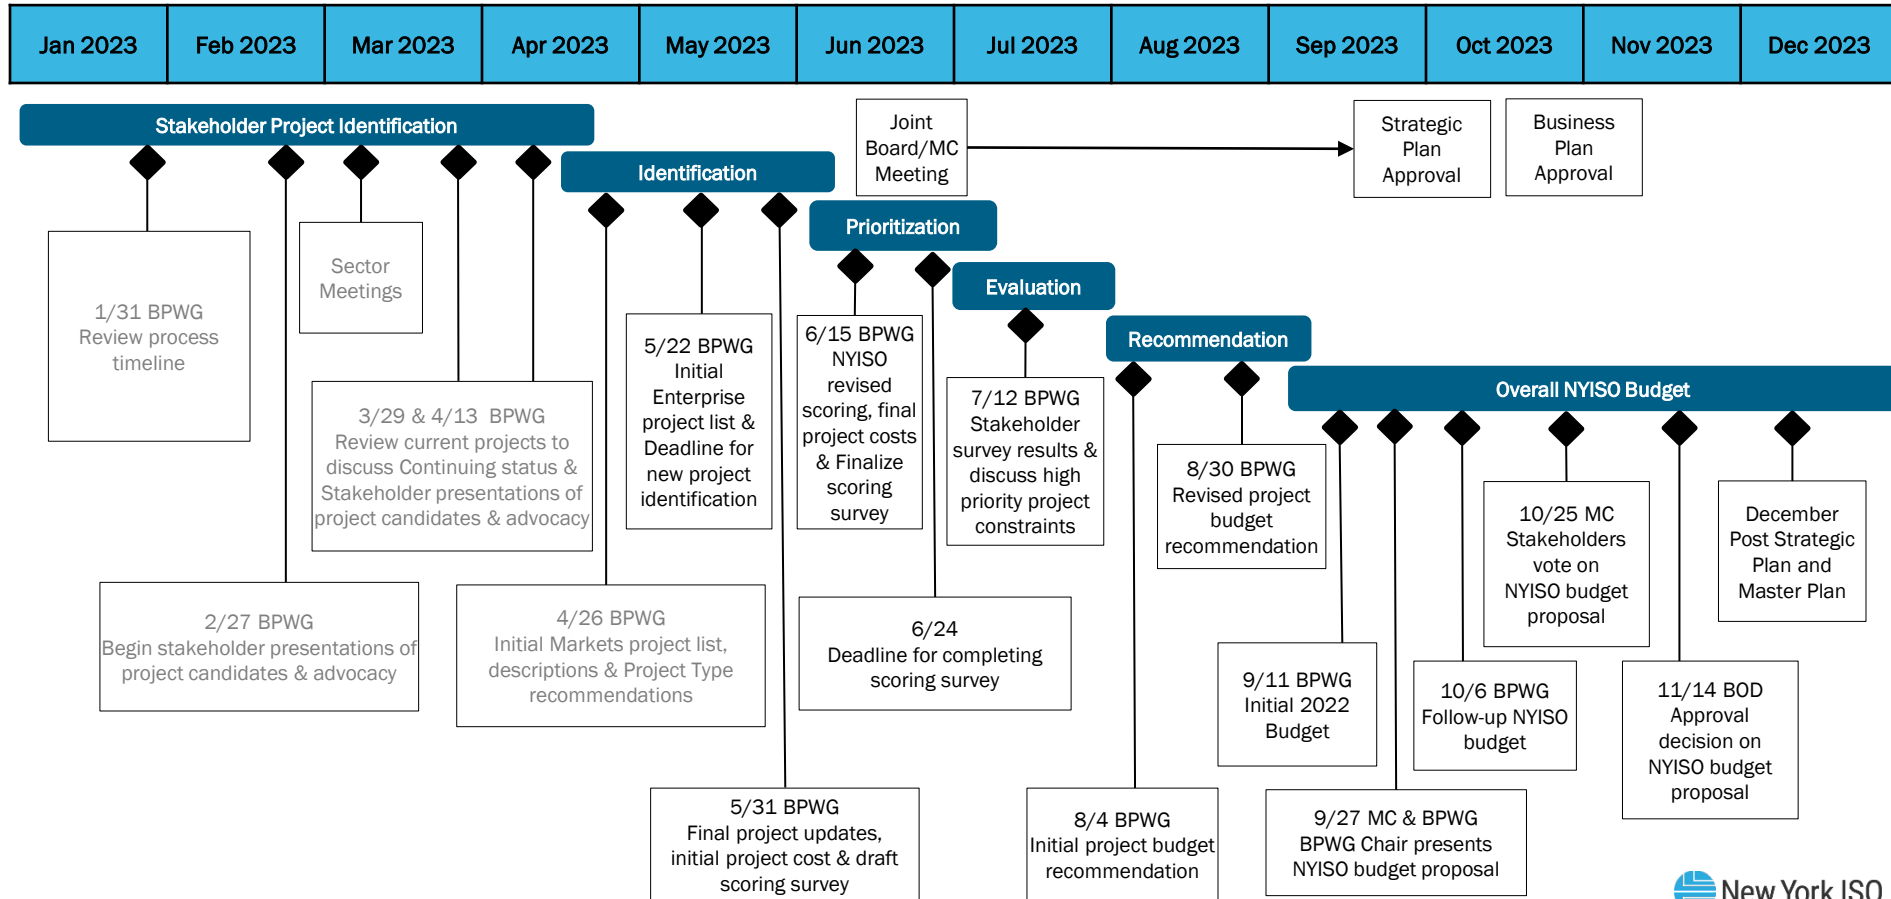 Jan 2023
Feb 2023
Mar 2023
Apr 2023
May 2023
Jun 2023
Jul 2023
Aug 2023
Sep 2023
Oct 2023
Nov 2023
Dec 2023
Stakeholder Project Identification
Identification
Prioritization
Evaluation
Recommendation
Overall NYISO Budget
Joint
Board/MC
Meeting
Strategic
Plan
Approval
Business
Plan
Approval
1/31 BPWG
Review process
timeline
Sector
Meetings
3/29 & 4/13 BPWG
Review current projects to
discuss Continuing status &
Stakeholder presentations of
project candidates & advocacy
2/27 BPWG
Begin stakeholder presentations of
project candidates & advocacy
4/26 BPWG
Initial Markets project list,
descriptions & Project Type
recommendations
5/22 BPWG
Initial
Enterprise
project list &
Deadline for
new project
identification
5/31 BPWG
Final project updates,
initial project cost & draft
scoring survey
6/15 BPWG
NYISO
revised
scoring, final
project costs
& Finalize
scoring
survey
6/24
Deadline for completing
scoring survey
7/12 BPWG
Stakeholder
survey results &
discuss high
priority project
constraints
8/4 BPWG
Initial project budget
recommendation
8/30 BPWG
Revised project
budget
recommendation
9/11 BPWG
Initial 2022
Budget
9/27 MC & BPWG
BPWG Chair presents
NYISO budget proposal
10/6 BPWG
Follow-up NYISO
budget
10/25 MC
Stakeholders
vote on
NYISO budget
proposal
11/14 BOD
Approval
decision on
NYISO budget
proposal
December
Post Strategic
Plan and
Master Plan
New York ISO